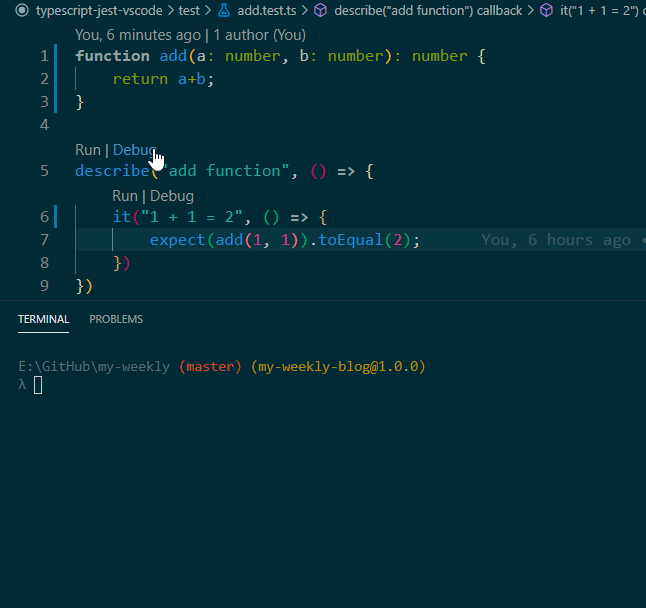 typescript-jest-vscode > test > add.test.ts > describe("add function") callback > it("1 + 1 = 2")
You, 6 minutes ago | 1 author (You)
1 function add(a: number, b: number): number {
2 return a+b;
3 }
4
Run | Debug
5 describe("add function", () => {
Run | Debug
6 it("1 + 1 = 2", () => {
7 expect(add(1, 1)).toEqual(2); You, 6 hours ago •
8 })
9 })
TERMINAL PROBLEMS
E:\GitHub\my-weekly (master) (my-weekly-blog@1.0.0)
λ